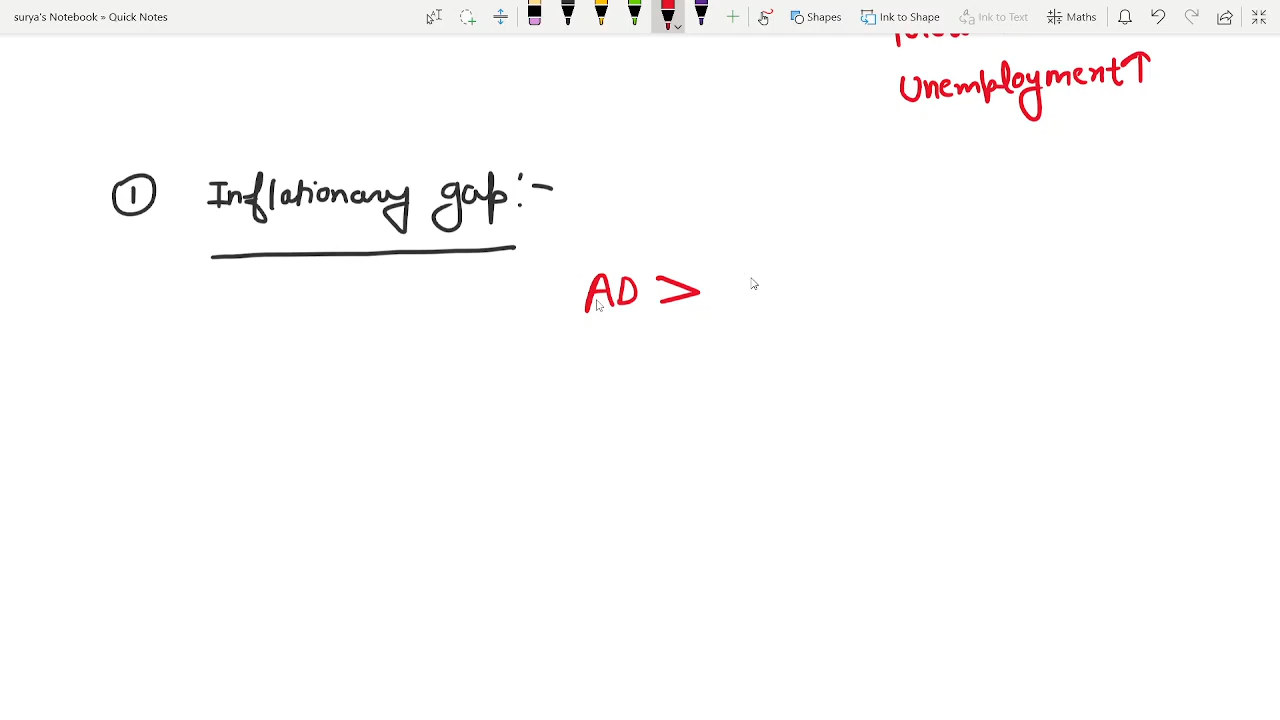 surya's Notebook » Quick Notes
Shapes Ink to Shape Ink to Text Maths
Unemployment↑
① Inflationary gap:-
AD >